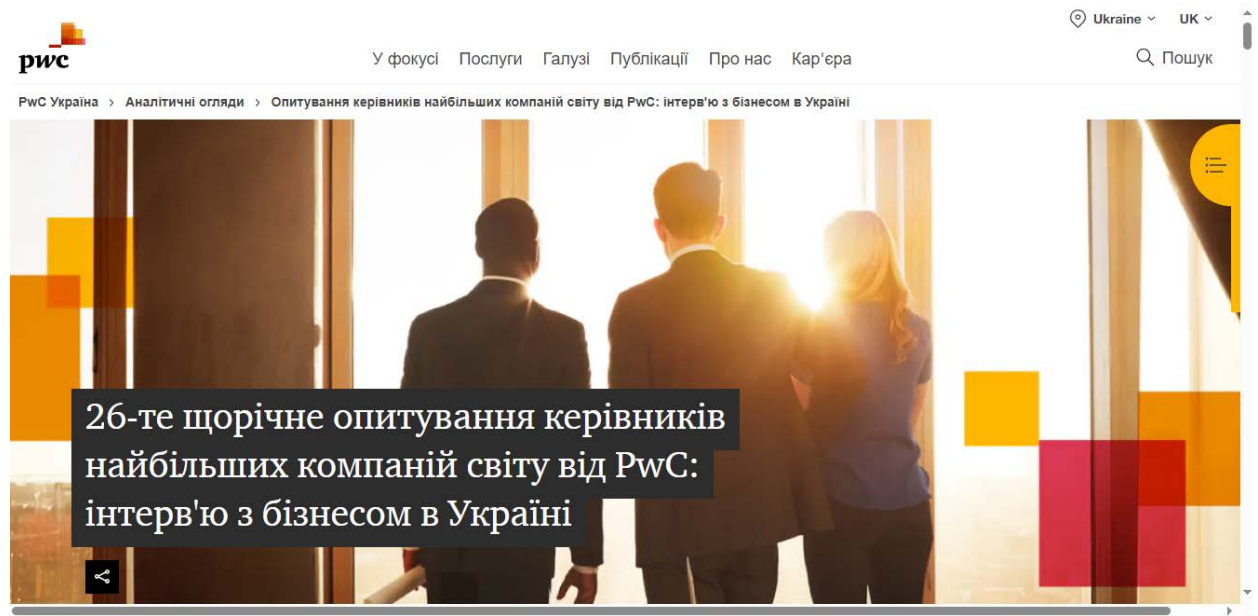 Ukraine UK
pwc
У фокусі Послуги Галузі Публікації Про нас Кар'єра Пошук
PwC Україна > Аналітичні огляди > Опитування керівників найбільших компаній світу від PwC: інтерв'ю з бізнесом в Україні
26-те щорічне опитування керівників
найбільших компаній світу від PwC:
інтерв'ю з бізнесом в Україні